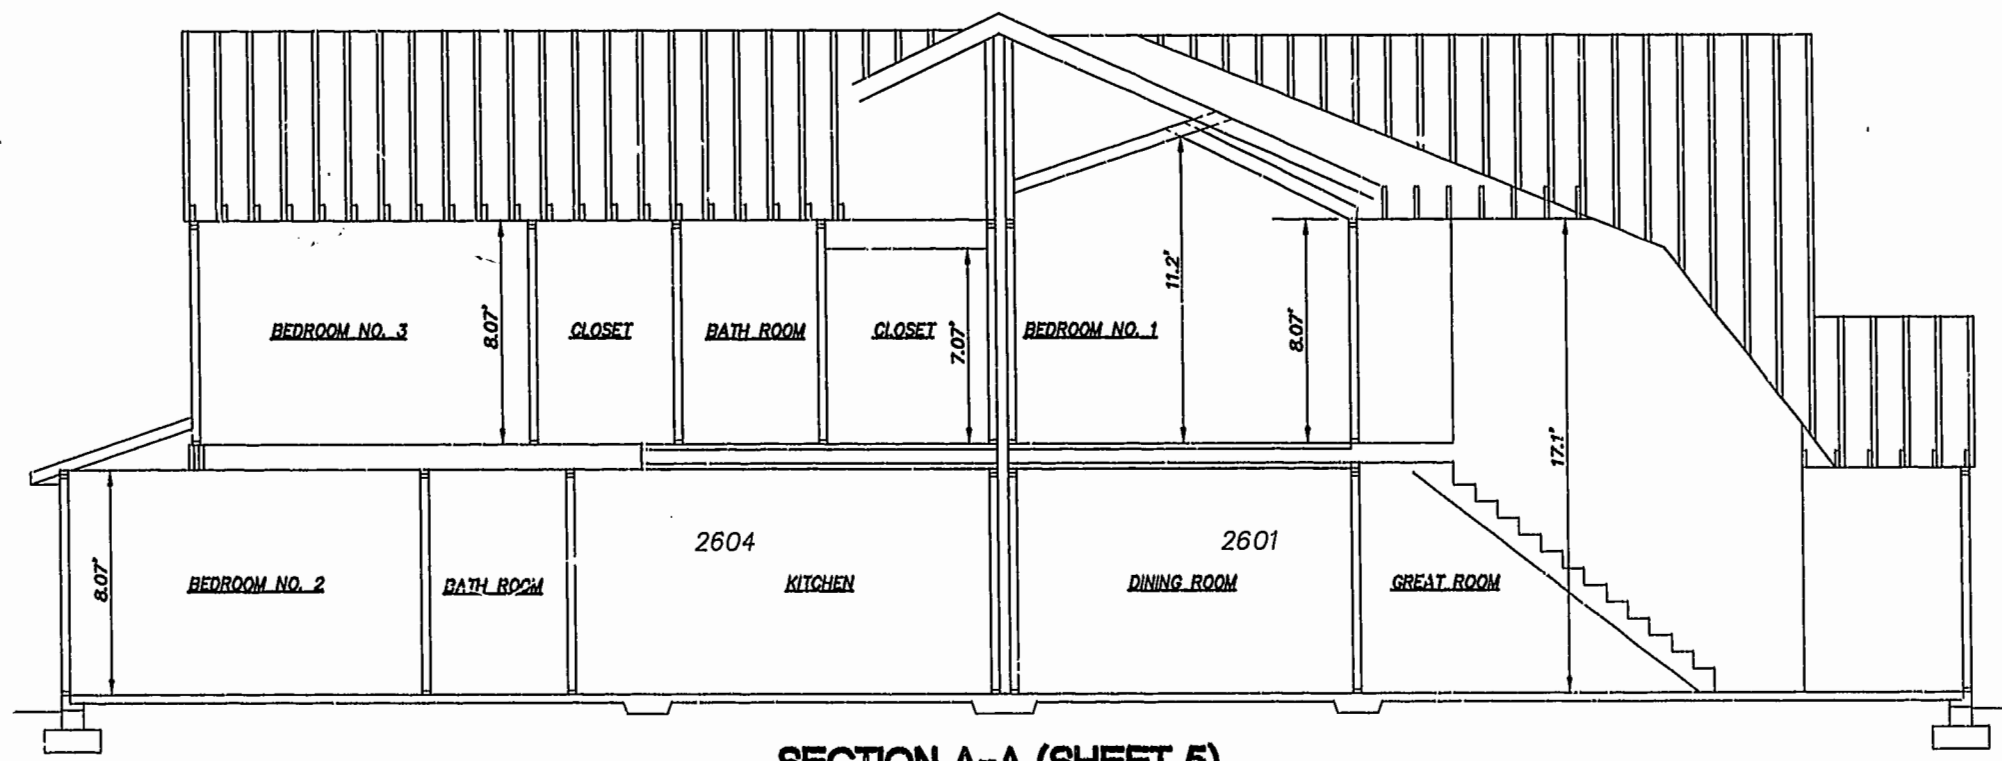 11.2'
BEDROOM NO. 3
8.07'
CLOSET
BATH ROOM
CLOSET
7.07'
BEDROOM NO. 1
8.07'
17.1'
2604
2601
8.07'
BEDROOM NO. 2
BATH ROOM
KITCHEN
DINING ROOM
GREAT ROOM
SECTION A-A (SHEET 5)